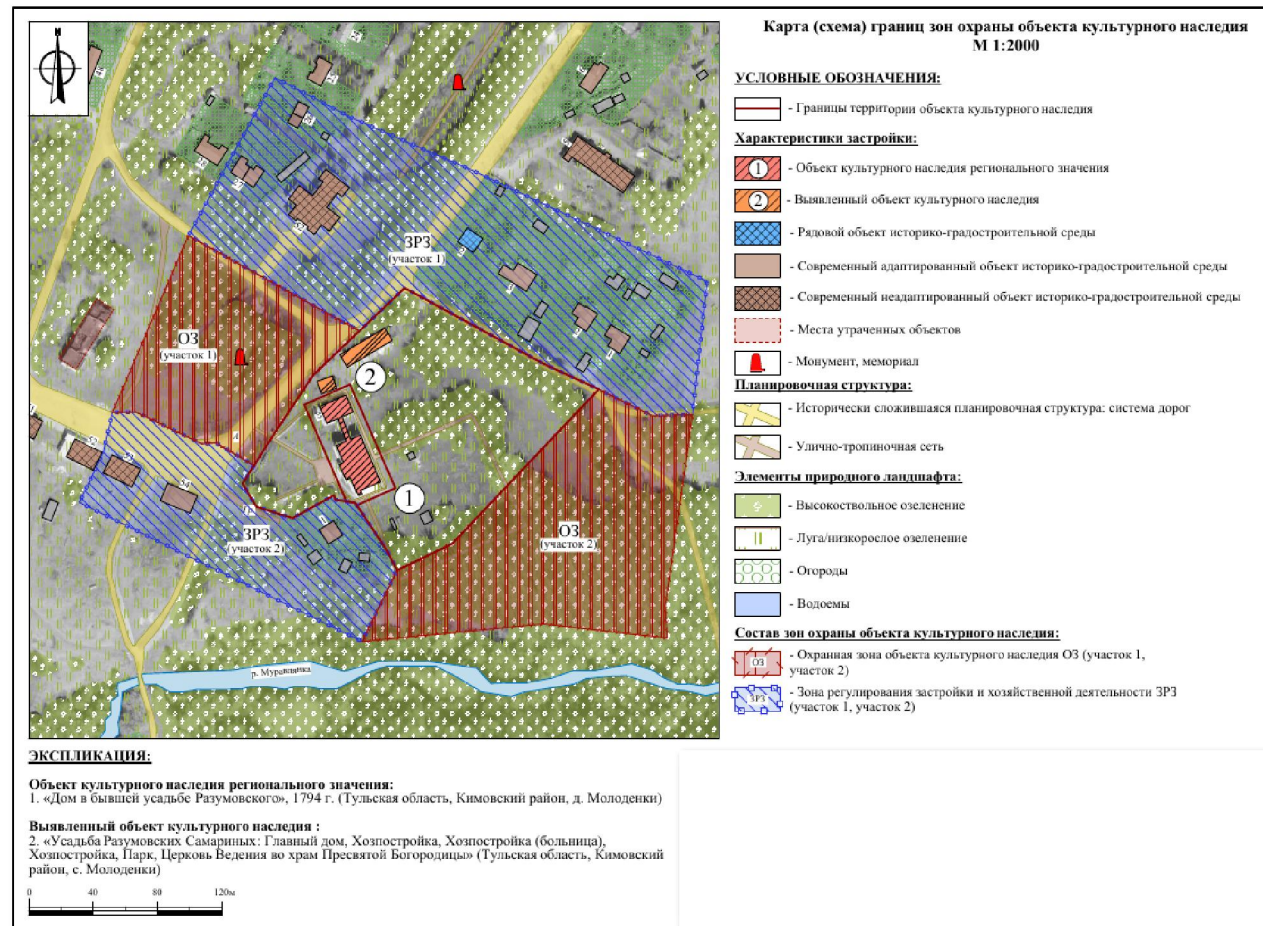 Карта (схема) границ зон охраны объекта культурного наследия
М 1:2000
УСЛОВНЫЕ ОБОЗНАЧЕНИЯ:
- Границы территории объекта культурного наследия
Характеристики застройки:
1 - Объект культурного наследия регионального значения
2 - Выявленный объект культурного наследия
- Рядовой объект историко-градостроительной среды
- Современный адаптированный объект историко-градостроительной среды
- Современный неадаптированный объект историко-градостроительной среды
- Места утраченных объектов
- Монумент, мемориал
Планировочная структура:
- Исторически сложившаяся планировочная структура: система дорог
- Улично-тропиночная сеть
Элементы природного ландшафта:
- Высокоствольное озеленение
- Луга/низкорослое озеленение
- Огороды
- Водоемы
Состав зон охраны объекта культурного наследия:
ОЗ - Охранная зона объекта культурного наследия ОЗ (участок 1,
участок 2)
ЗРЗ - Зона регулирования застройки и хозяйственной деятельности ЗРЗ
(участок 1, участок 2)
N
ЗРЗ
(участок 1)
ОЗ
(участок 1)
2
1
ЗРЗ
(участок 2)
ОЗ
(участок 2)
52
53
54
р. Муравлянка
ЭКСПЛИКАЦИЯ:
Объект культурного наследия регионального значения:
1. «Дом в бывшей усадьбе Разумовского», 1794 г. (Тульская область, Кимовский район, д. Молоденки)
Выявленный объект культурного наследия :
2. «Усадьба Разумовских Самариных: Главный дом, Хозпостройка, Хозпостройка (больница),
Хозпостройка, Парк, Церковь Ведения во храм Пресвятой Богородицы» (Тульская область, Кимовский
район, с. Молоденки)
0 40 80 120м